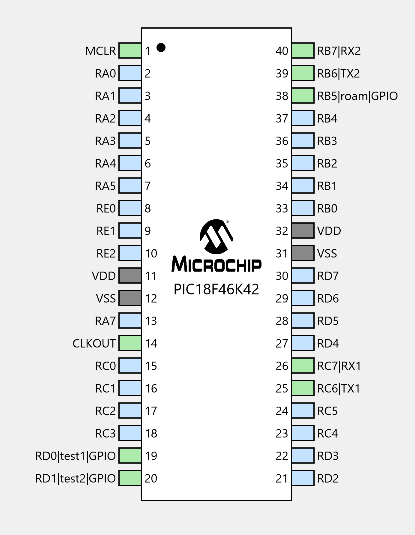 MCLR 1 40 RB7|RX2
RA0 2 39 RB6|TX2
RA1 3 38 RB5|roam|GPIO
RA2 4 37 RB4
RA3 5 36 RB3
RA4 6 35 RB2
RA5 7 34 RB1
RE0 8 33 RB0
RE1 9 32 VDD
RE2 10 31 VSS
MICROCHIP
VDD 11 30 RD7
PIC18F46K42
VSS 12 29 RD6
RA7 13 28 RD5
CLKOUT 14 27 RD4
RC0 15 26 RC7|RX1
RC1 16 25 RC6|TX1
RC2 17 24 RC5
RC3 18 23 RC4
RD0|test1|GPIO 19 22 RD3
RD1|test2|GPIO 20 21 RD2